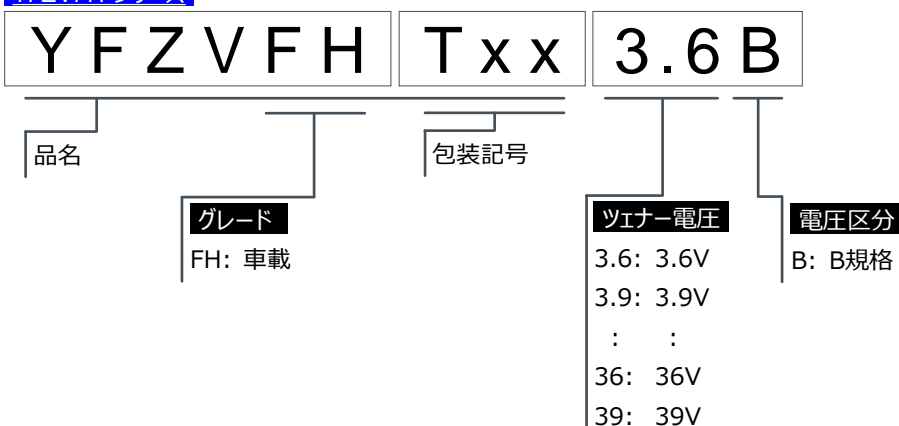 YFZVFH Txx 3.6B
品名
包装記号
グレード
FH: 車載
ツェナー電圧
3.6: 3.6V
3.9: 3.9V
: :
36: 36V
39: 39V
電圧区分
B: B規格